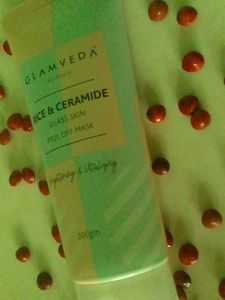 GLAMVEDA
RICE & CERAMIDE
GLASS SKIN
PEEL OFF MASK
Brightening & Vitalizing
100gm